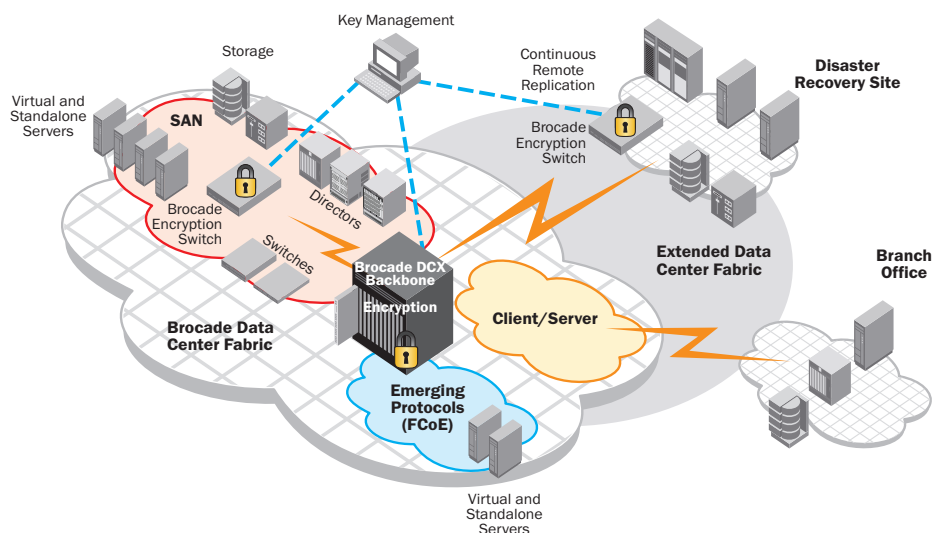 Key Management
Storage
Continuous
Remote
Replication
Disaster
Recovery Site
Virtual and
Standalone
Servers
SAN
Brocade
Encryption
Switch
Directors
Brocade
Encryption
Switch
Switches
Extended Data
Center Fabric
Branch
Office
Brocade DCX
Backbone
Encryption
Client/Server
Brocade Data
Center Fabric
Emerging
Protocols
(FCoE)
Virtual and
Standalone
Servers